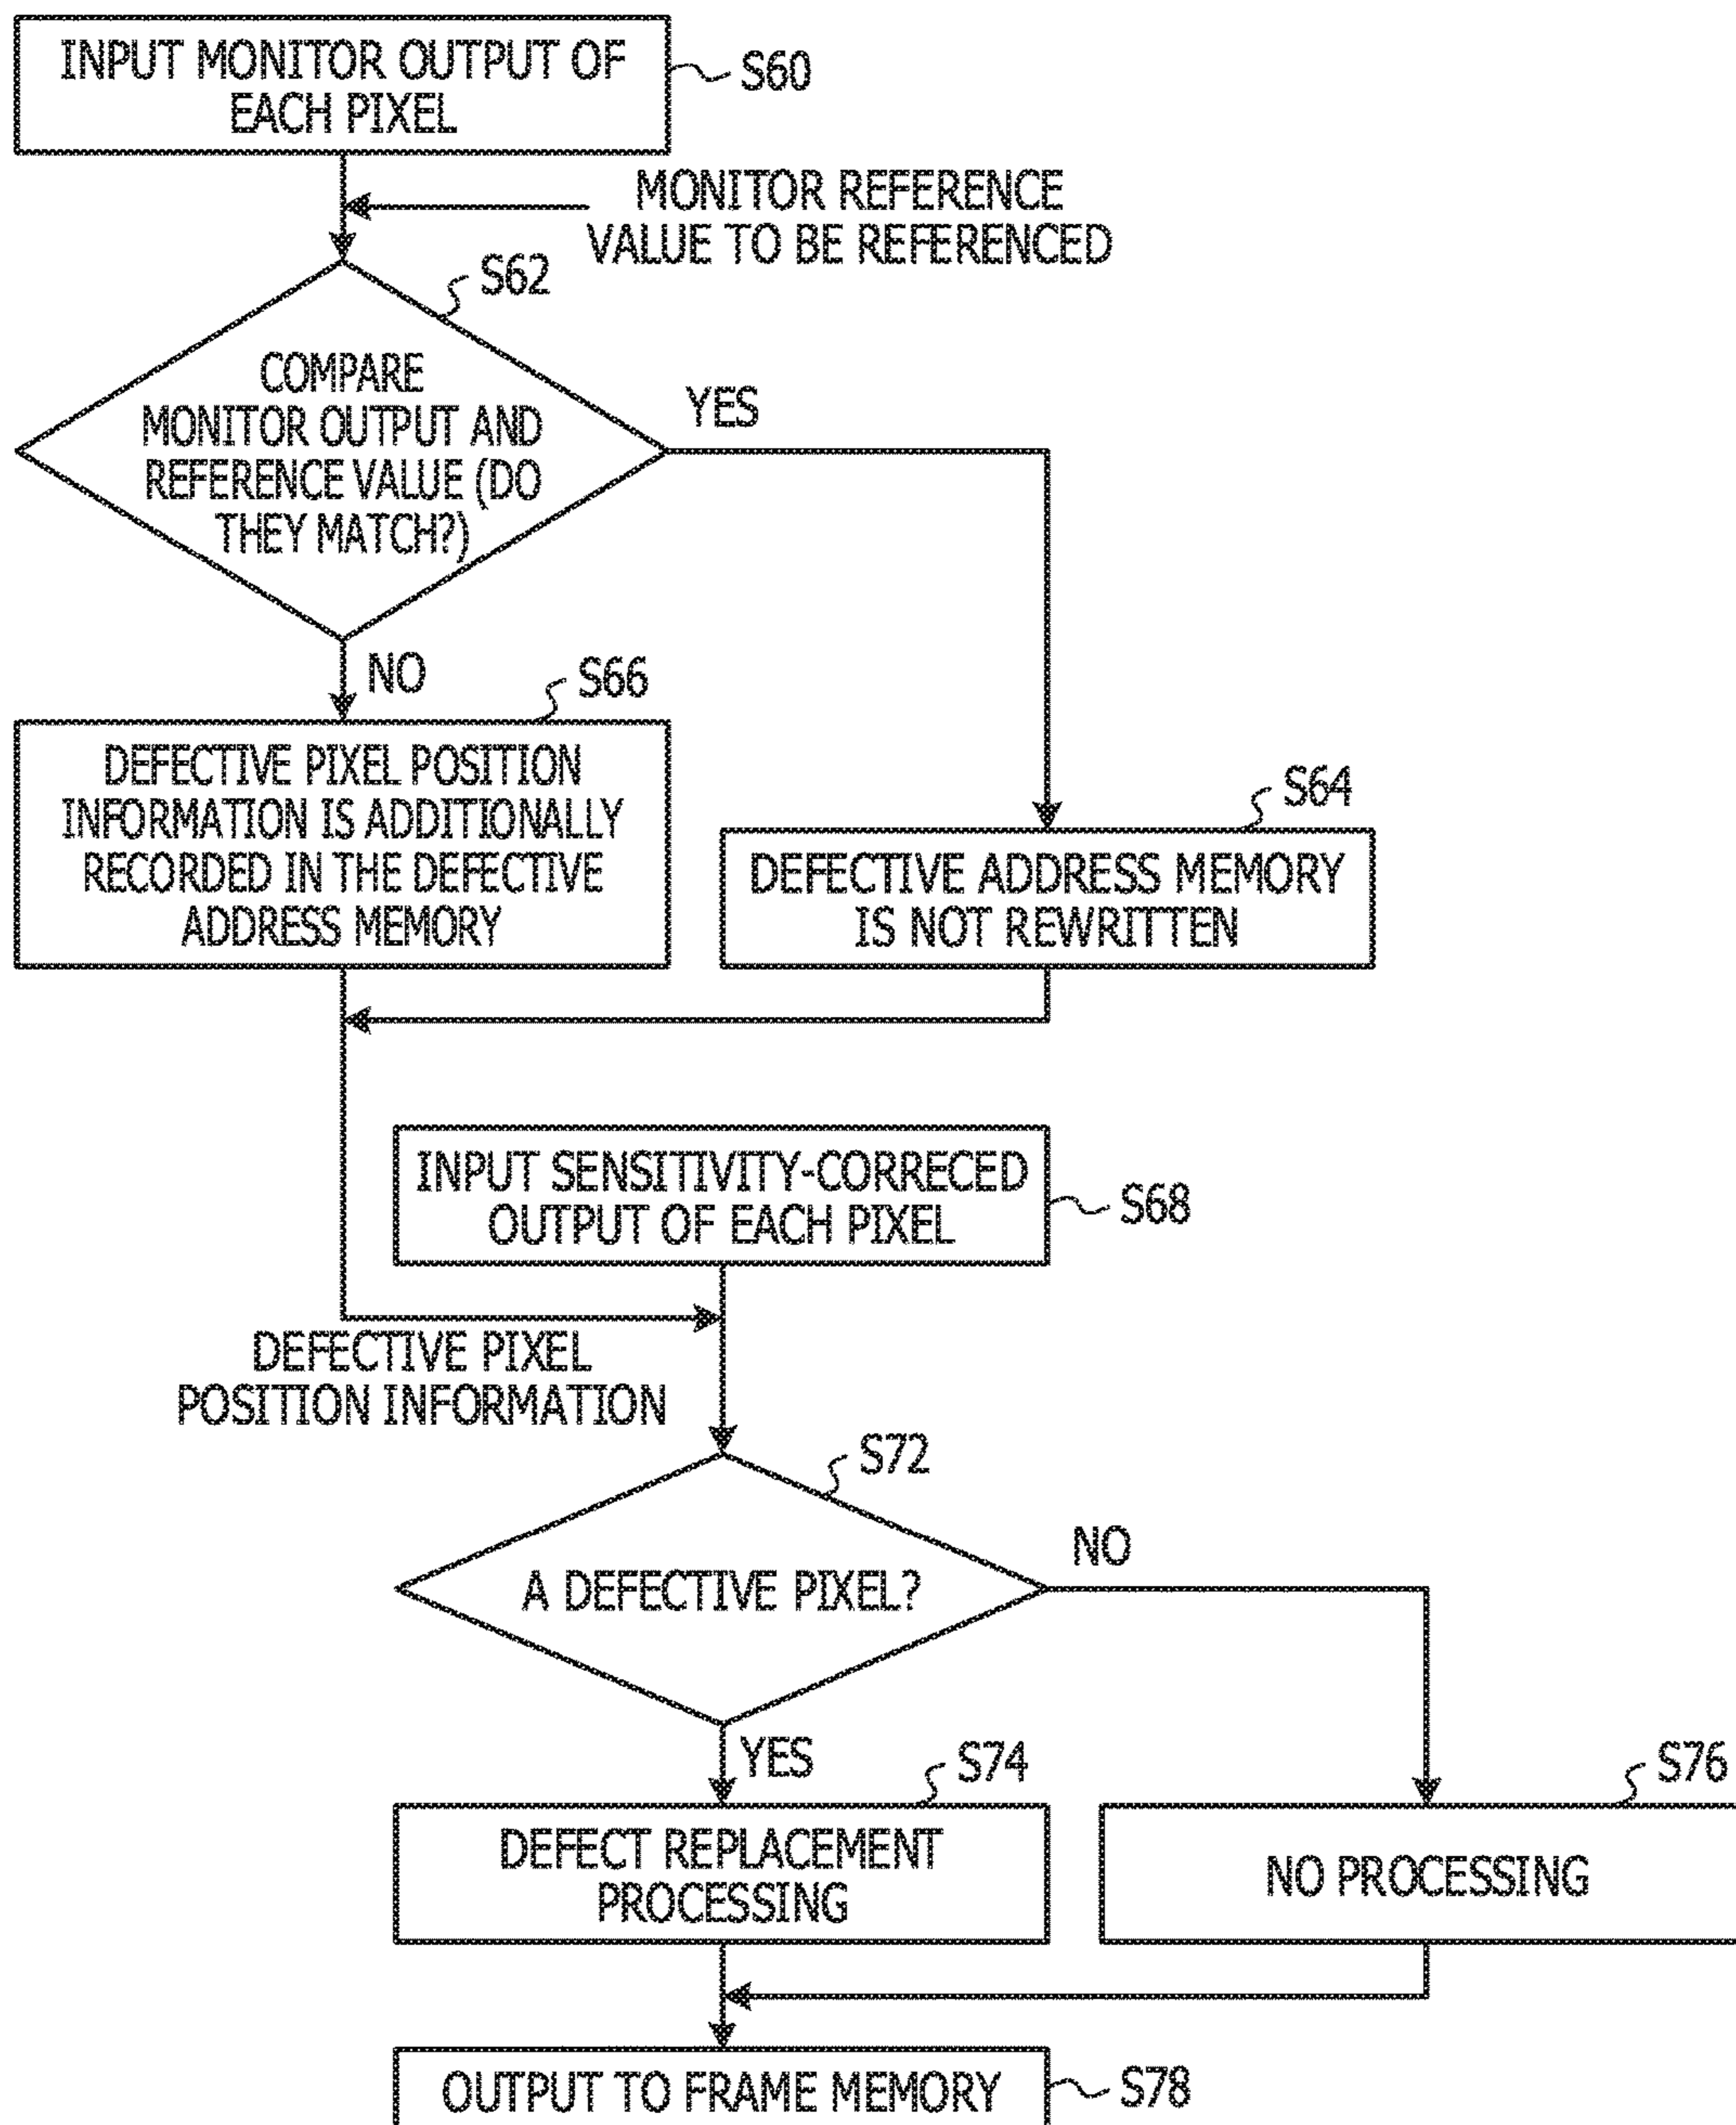 INPUT MONITOR OUTPUT OF
EACH PIXEL
S60
MONITOR REFERENCE
VALUE TO BE REFERENCED
S62
COMPARE
MONITOR OUTPUT AND
REFERENCE VALUE (DO
THEY MATCH?)
YES
NO
S66
DEFECTIVE PIXEL POSITION
INFORMATION IS ADDITIONALLY
RECORDED IN THE DEFECTIVE
ADDRESS MEMORY
S64
DEFECTIVE ADDRESS MEMORY
IS NOT REWRITTEN
INPUT SENSITIVITY-CORRECED
OUTPUT OF EACH PIXEL
S68
DEFECTIVE PIXEL
POSITION INFORMATION
S72
A DEFECTIVE PIXEL?
NO
YES
S74
DEFECT REPLACEMENT
PROCESSING
S76
NO PROCESSING
OUTPUT TO FRAME MEMORY
S78